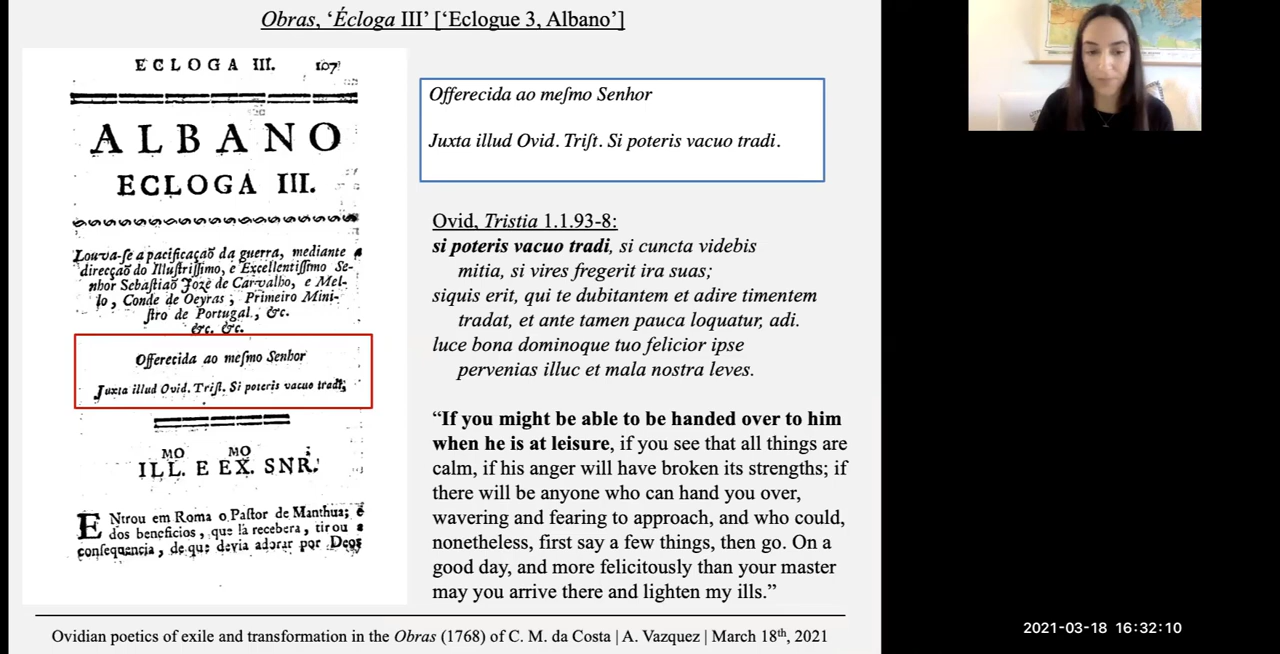 Obras, ‘Écloga III’ [‘Eclogue 3, Albano’]
ECLOGA III. 107
ALBANO
ECLOGA III.
Louva-se a pacificaçaõ da guerra, mediante a
direcçaõ do Illuſtriſſimo, e Excellentiſſimo Se-
nhor Sebaſtiaõ Jozè de Carvalho, e Mel-
lo, Conde de Oeyras, Primeiro Mini-
ſtro de Portugal, &c.
&c. &c.
Offerecida ao meſmo Senhor
Juxta illud Ovid. Triſt. Si poteris vacuo tradi;
MO MO i
ILL. E EX. SNR.
ENtrou em Roma o Paſtor de Manthua; e
dos beneficios, que lá recebera, tirou a
conſequancia, de que devia adorar por Deos
Offerecida ao meſmo Senhor
Juxta illud Ovid. Triſt. Si poteris vacuo tradi.
Ovid, Tristia 1.1.93-8:
si poteris vacuo tradi, si cuncta videbis
mitia, si vires fregerit ira suas;
siquis erit, qui te dubitantem et adire timentem
tradat, et ante tamen pauca loquatur, adi.
luce bona dominoque tuo felicior ipse
pervenias illuc et mala nostra leves.
“If you might be able to be handed over to him
when he is at leisure, if you see that all things are
calm, if his anger will have broken its strengths; if
there will be anyone who can hand you over,
wavering and fearing to approach, and who could,
nonetheless, first say a few things, then go. On a
good day, and more felicitously than your master
may you arrive there and lighten my ills.”
Ovidian poetics of exile and transformation in the Obras (1768) of C. M. da Costa | A. Vazquez | March 18th, 2021
2021-03-18 16:32:10